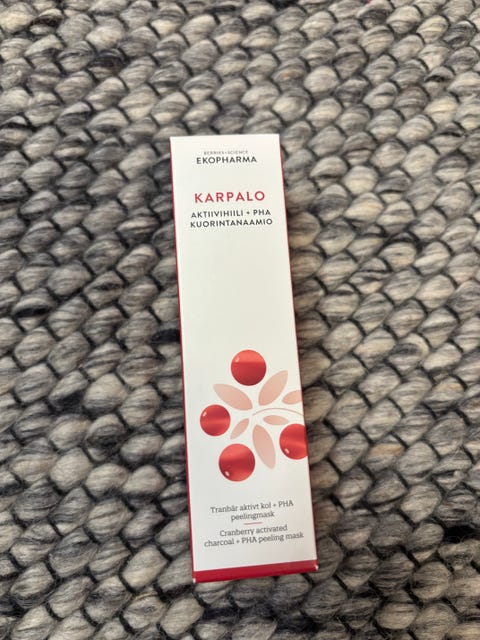 BERRIES+SCIENCE
EKOPHARMA
KARPALO
AKTIIVIHIILI + PHA
KUORINTANAAMIO
Tranbär aktivt kol + PHA
peelingmask
Cranberry activated
charcoal + PHA peeling mask